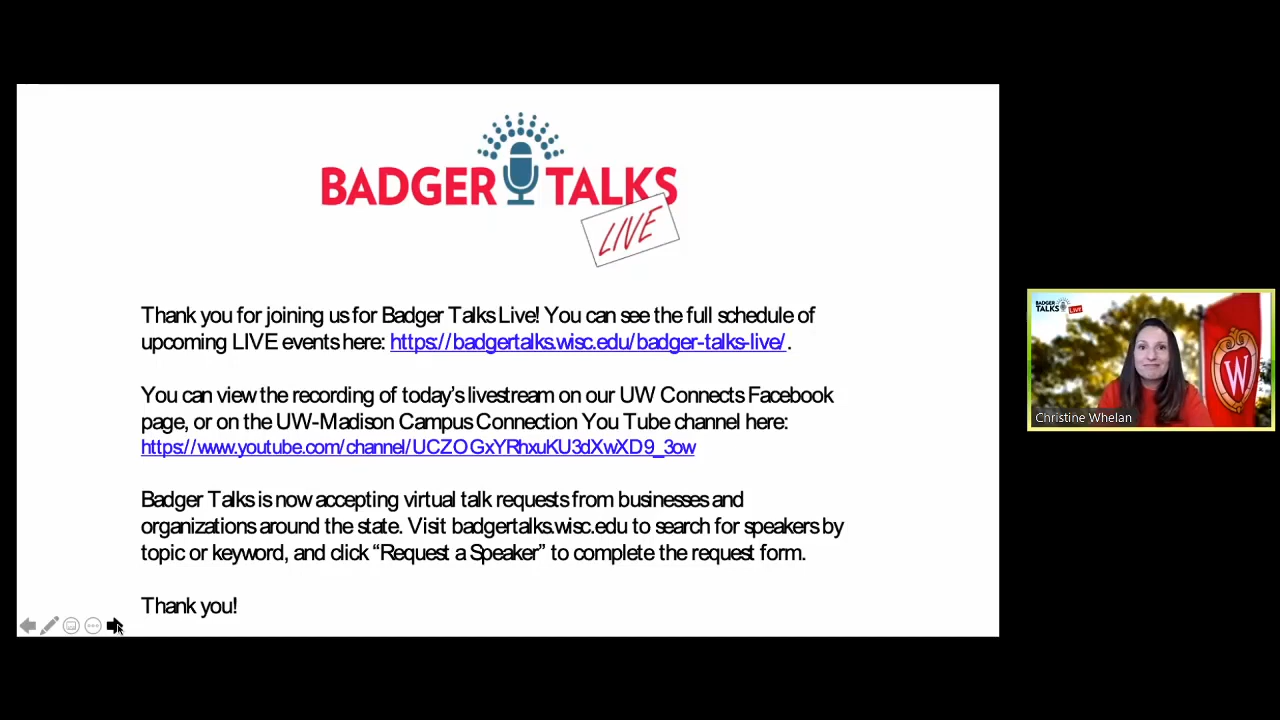 BADGER TALKS
LIVE
Thank you for joining us for Badger Talks Live! You can see the full schedule of
upcoming LIVE events here: https://badgertalks.wisc.edu/badger-talks-live/.
You can view the recording of today's livestream on our UW Connects Facebook
page, or on the UW-Madison Campus Connection You Tube channel here:
https://www.youtube.com/channel/UCZOGxYRhxuKU3dXwXD9_3ow
Badger Talks is now accepting virtual talk requests from businesses and
organizations around the state. Visit badgertalks.wisc.edu to search for speakers by
topic or keyword, and click “Request a Speaker” to complete the request form.
Thank you!
BADGER
TALKS
LIVE
W
Christine Whelan